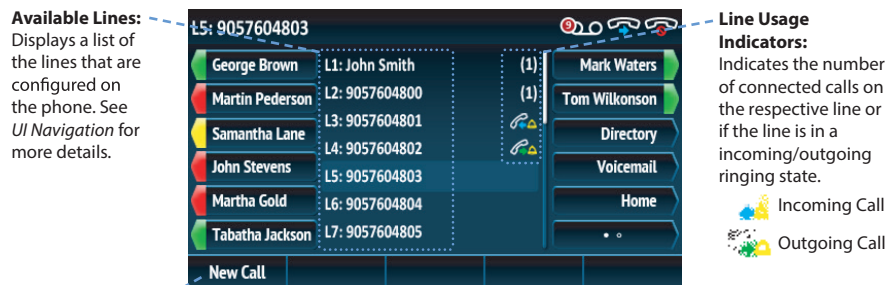 Available Lines:
Displays a list of
the lines that are
configured on
the phone. See
UI Navigation for
more details.
L5: 9057604803
9
George Brown
Martin Pederson
Samantha Lane
John Stevens
Martha Gold
Tabatha Jackson
L1: John Smith (1)
L2: 9057604800 (1)
L3: 9057604801
L4: 9057604802
L5: 9057604803
L6: 9057604804
L7: 9057604805
Mark Waters
Tom Wilkonson
Directory
Voicemail
Home
New Call
Line Usage
Indicators:
Indicates the number
of connected calls on
the respective line or
if the line is in a
incoming/outgoing
ringing state.
Incoming Call
Outgoing Call